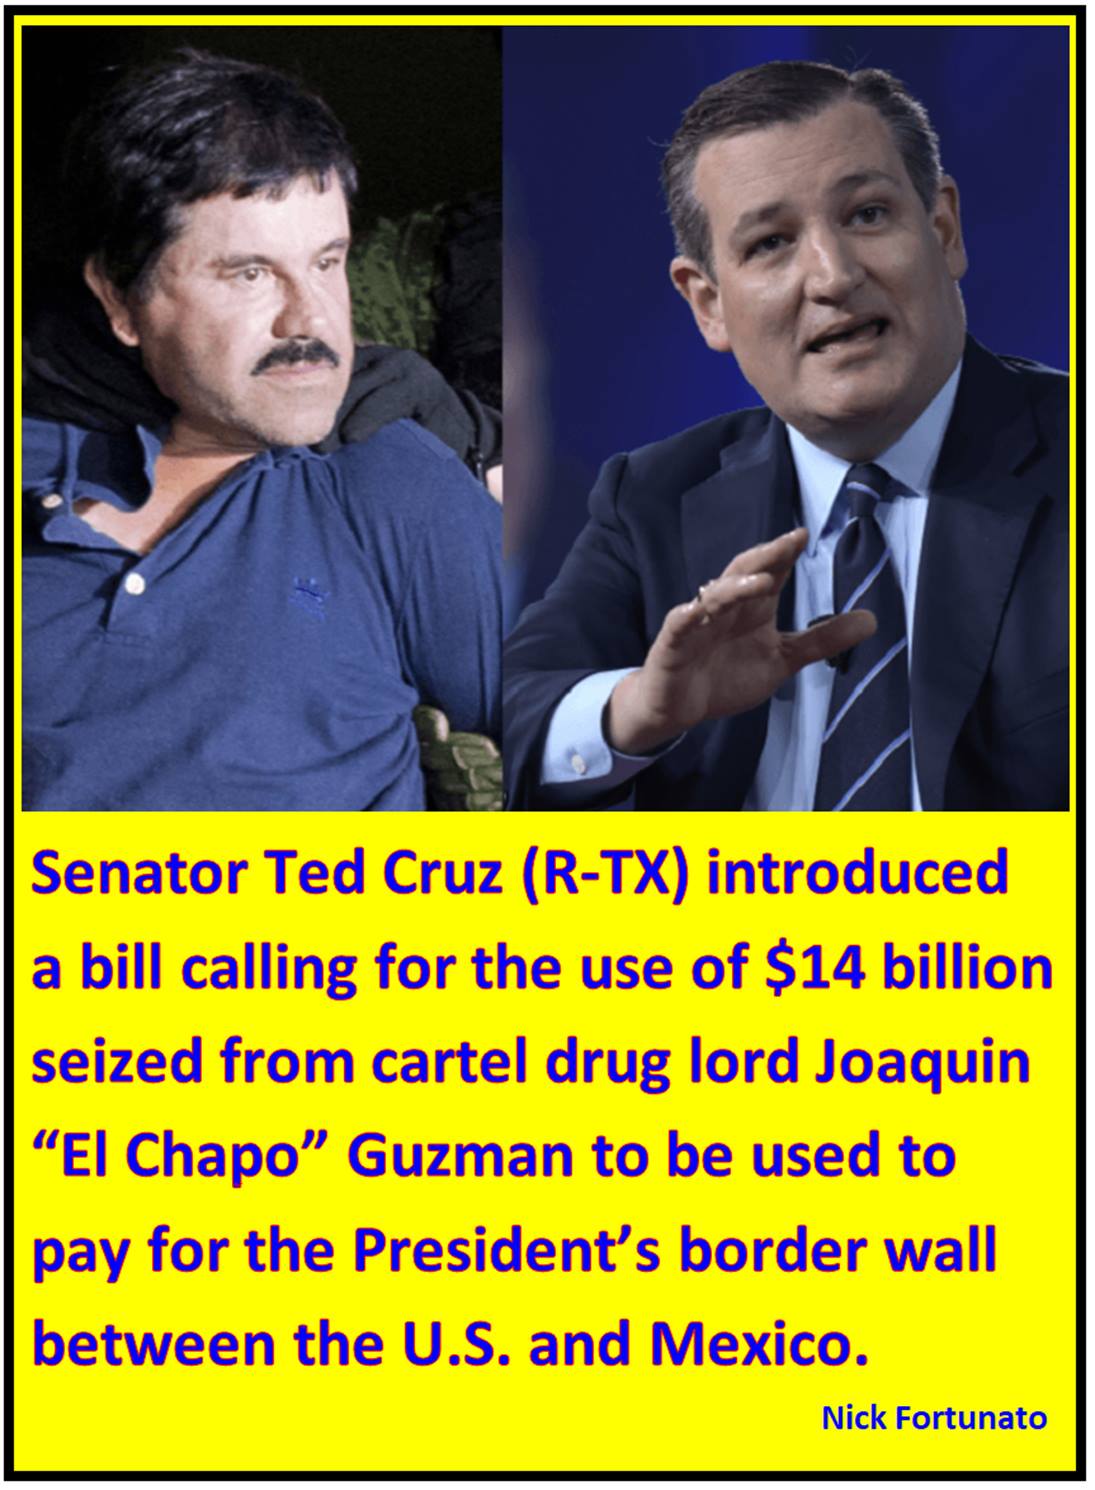 Senator Ted Cruz (R-TX) introduced
a bill calling for the use of $14 billion
seized from cartel drug lord Joaquin
“El Chapo” Guzman to be used to
pay for the President’s border wall
between the U.S. and Mexico.
Nick Fortunato